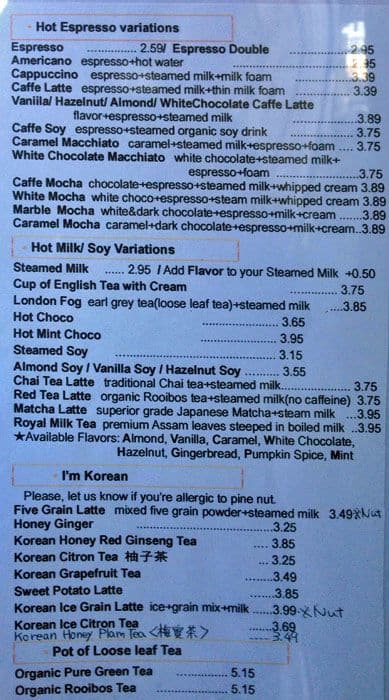 Hot Espresso variations
Espresso .............. 2.59/ Espresso Double ..................2.95
Americano espresso+hot water ............. 2.95
Cappuccino espresso+steamed milk+milk foam ............. 3.39
Caffe Latte espresso+steamed milk+thin milk foam ............. 3.39
Vanilla/ Hazelnut/ Almond/ WhiteChocolate Caffe Latte
flavor+espresso+steamed milk .......................3.89
Caffe Soy espresso+steamed organic soy drink ............. 3.75
Caramel Macchiato caramel+steamed milk+espresso+foam .... 3.75
White Chocolate Macchiato white chocolate+steamed milk+
espresso+foam .......................3.75
Caffe Mocha chocolate+espresso+steamed milk+whipped cream 3.89
White Mocha white choco+espresso+steam milk+whipped cream 3.89
Marble Mocha white&dark chocolate+espresso+milk+cream ......3.89
Caramel Mocha caramel+dark chocolate+espresso+milk+cream..3.89
Hot Milk/ Soy Variations
Steamed Milk ...... 2.95 / Add Flavor to your Steamed Milk +0.50
Cup of English Tea with Cream ................. 3.75
London Fog earl grey tea(loose leaf tea)+steamed milk ....3.85
Hot Choco ...................... 3.65
Hot Mint Choco ...................... 3.95
Steamed Soy .................................... 3.15
Almond Soy / Vanilla Soy / Hazelnut Soy .......... 3.55
Chai Tea Latte traditional Chai tea+steamed milk..................... 3.75
Red Tea Latte organic Rooibos tea+steamed milk(no caffeine) 3.75
Matcha Latte superior grade Japanese Matcha+steam milk ...3.95
Royal Milk Tea premium Assam leaves steeped in boiled milk ..3.95
★Available Flavors: Almond, Vanilla, Caramel, White Chocolate,
Hazelnut, Gingerbread, Pumpkin Spice, Mint
I'm Korean
Please, let us know if you're allergic to pine nut.
Five Grain Latte mixed five grain powder+steamed milk 3.49 ※Nut
Honey Ginger ..............................3.25
Korean Honey Red Ginseng Tea .... 3.85
Korean Citron Tea 柚子茶 ... 3.25
Korean Grapefruit Tea ........3.49
Sweet Potato Latte .......3.85
Korean Ice Grain Latte ice+grain mix+milk ......3.99 ※Nut
Korean Ice Citron Tea ......3.69
Korean Honey Plum Tea <梅蜜茶> ..... 3.49
Pot of Loose leaf Tea
Organic Pure Green Tea ............. 5.15
Organic Rooibos Tea ............. 5.15